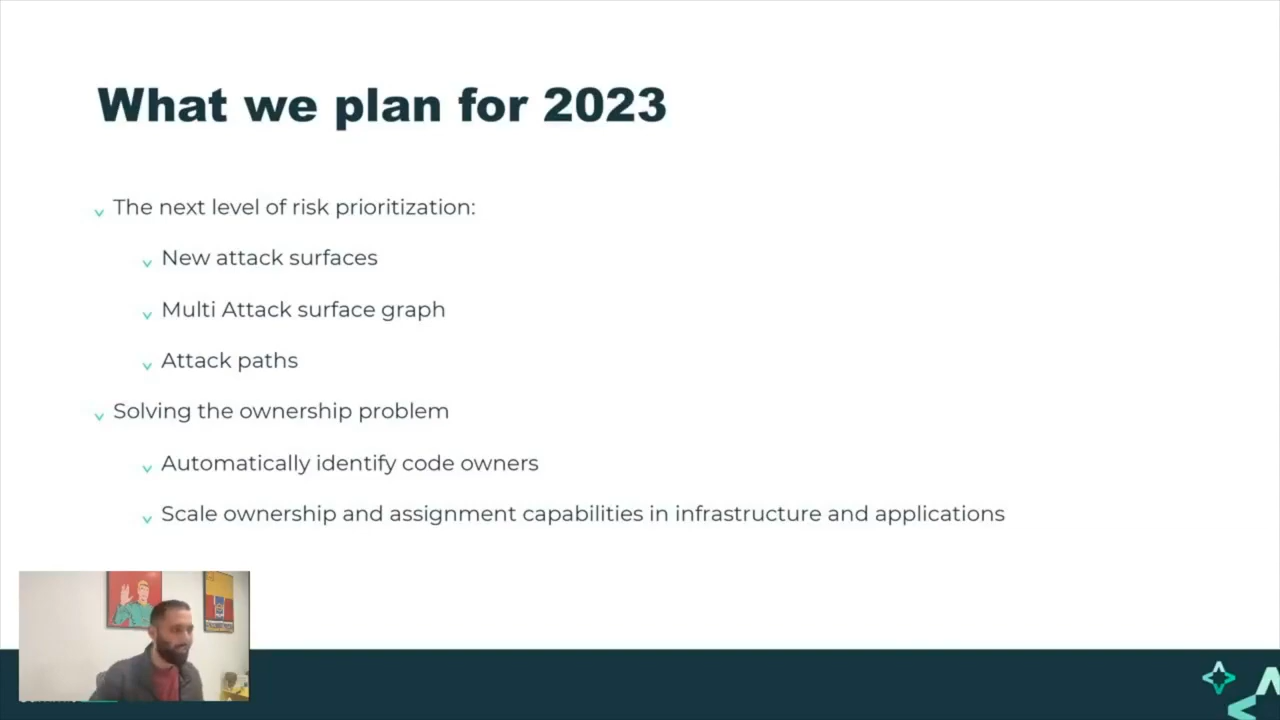 What we plan for 2023
The next level of risk prioritization:
New attack surfaces
Multi Attack surface graph
Attack paths
Solving the ownership problem
Automatically identify code owners
Scale ownership and assignment capabilities in infrastructure and applications